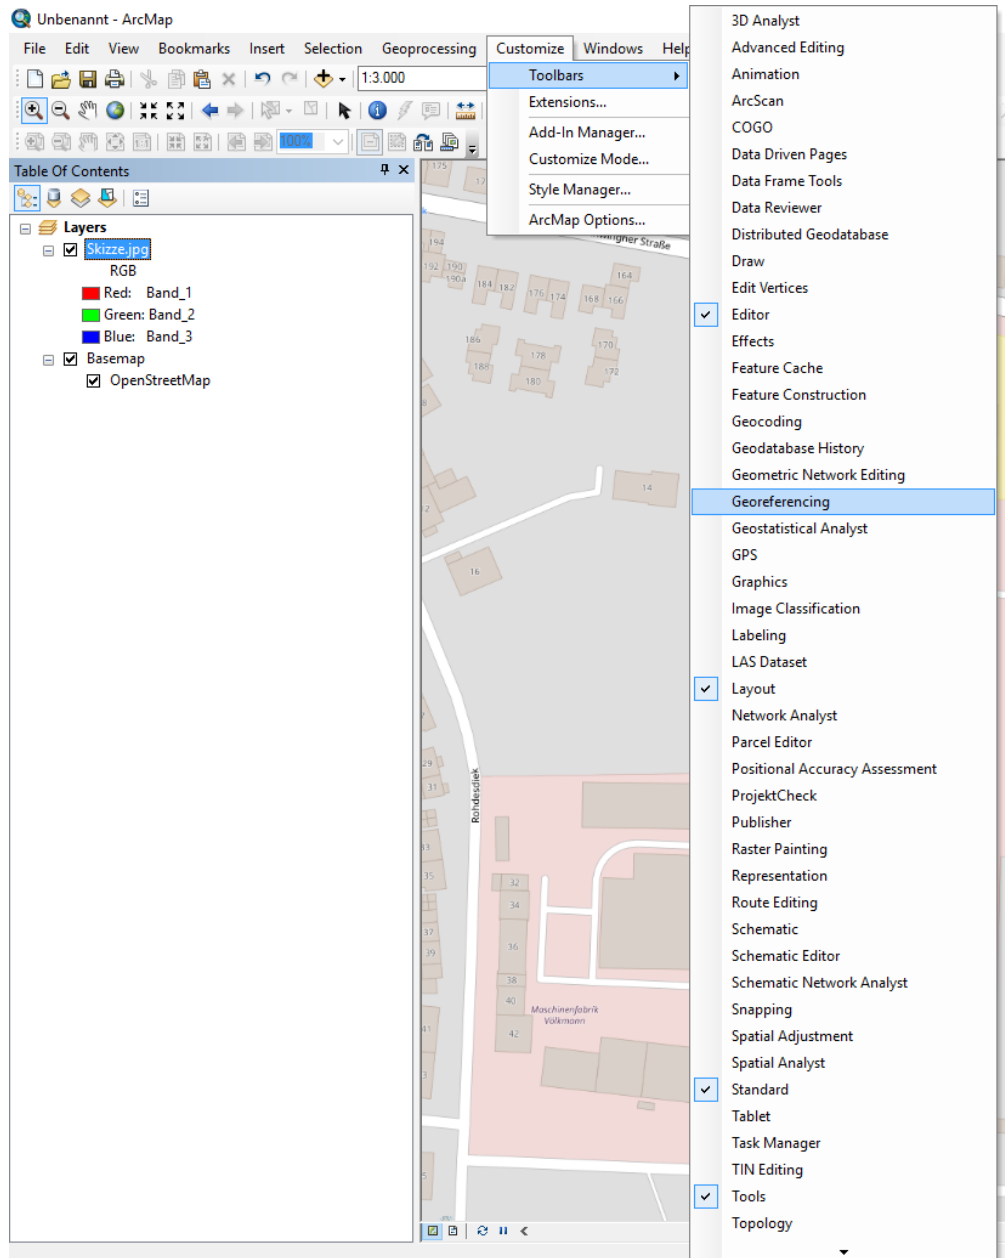 Unbenannt - ArcMap
File Edit View Bookmarks Insert Selection Geoprocessing Customize Windows Help
1:3.000
100%
Table Of Contents
Layers
Skizze.jpg
RGB
Red: Band_1
Green: Band_2
Blue: Band_3
Basemap
OpenStreetMap
Toolbars
Extensions...
Add-In Manager...
Customize Mode...
Style Manager...
ArcMap Options...
3D Analyst
Advanced Editing
Animation
ArcScan
COGO
Data Driven Pages
Data Frame Tools
Data Reviewer
Distributed Geodatabase
Draw
Edit Vertices
Editor
Effects
Feature Cache
Feature Construction
Geocoding
Geodatabase History
Geometric Network Editing
Georeferencing
Geostatistical Analyst
GPS
Graphics
Image Classification
Labeling
LAS Dataset
Layout
Network Analyst
Parcel Editor
Positional Accuracy Assessment
ProjektCheck
Publisher
Raster Painting
Representation
Route Editing
Schematic
Schematic Editor
Schematic Network Analyst
Snapping
Spatial Adjustment
Spatial Analyst
Standard
Tablet
Task Manager
TIN Editing
Tools
Topology
175
Straße
194
192 190
190a
184 182
176 174
164
168 166
186
188
178
180
170
172
14
16
29
31
Rohdesdiek
33
35
37
39
41
32
34
36
38
40
42
Maschinenfabrik
Völkmann